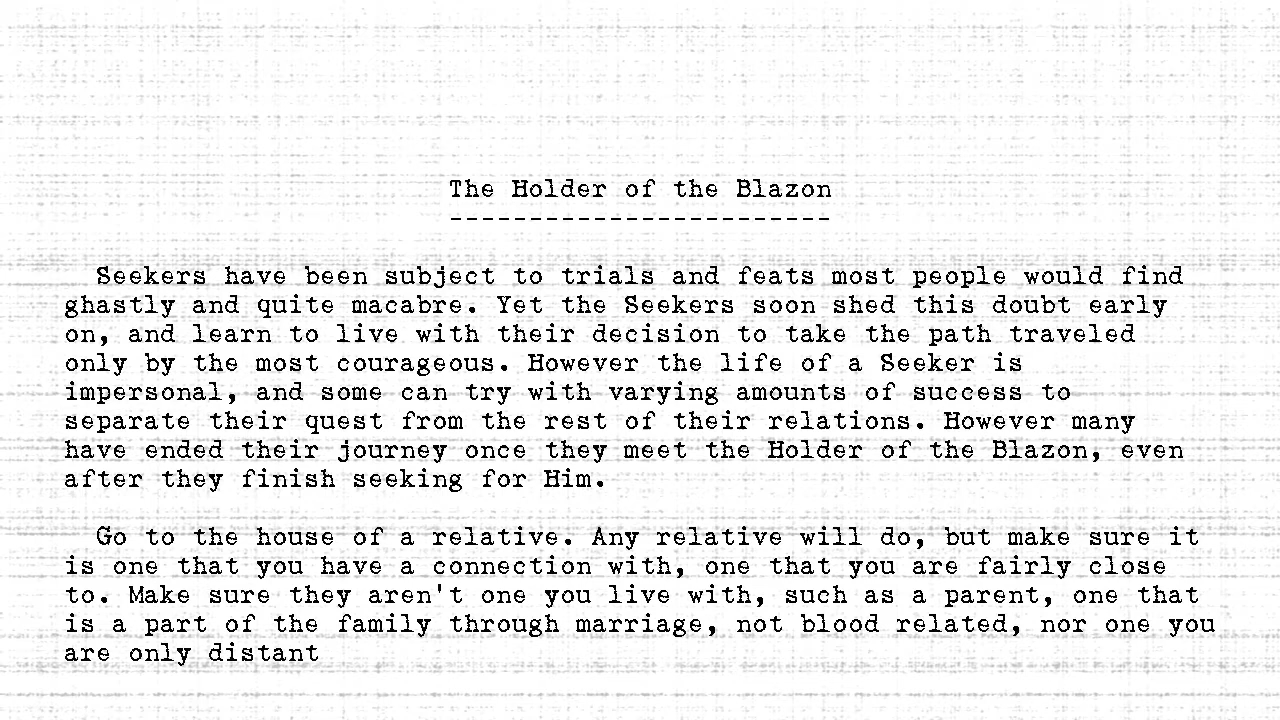 The Holder of the Blazon
------------------------
Seekers have been subject to trials and feats most people would find
ghastly and quite macabre. Yet the Seekers soon shed this doubt early
on, and learn to live with their decision to take the path traveled
only by the most courageous. However the life of a Seeker is
impersonal, and some can try with varying amounts of success to
separate their quest from the rest of their relations. However many
have ended their journey once they meet the Holder of the Blazon, even
after they finish seeking for Him.
Go to the house of a relative. Any relative will do, but make sure it
is one that you have a connection with, one that you are fairly close
to. Make sure they aren't one you live with, such as a parent, one that
is a part of the family through marriage, not blood related, nor one you
are only distant